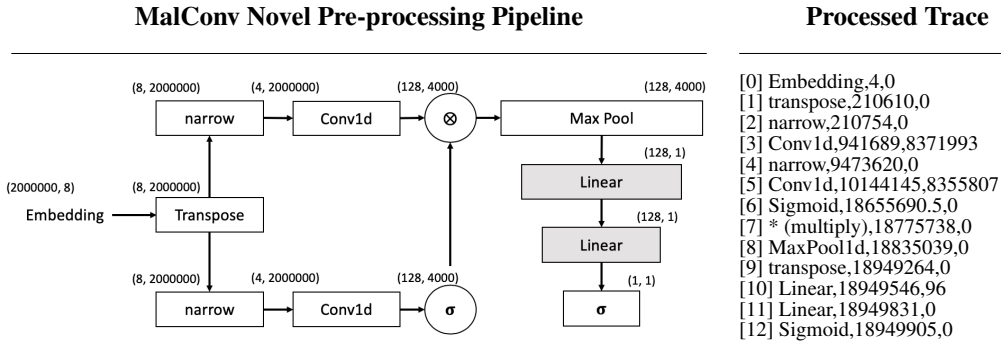 MalConv Novel Pre-processing Pipeline
(8, 2000000) (4, 2000000) (128, 4000) (128, 4000)
narrow Conv1d ⊗ Max Pool
(128, 1)
(2000000, 8) (8, 2000000) Linear
Embedding Transpose
(128, 1)
Linear
(8, 2000000) (4, 2000000) (128, 4000)
(1, 1)
narrow Conv1d σ σ
Processed Trace
[0] Embedding,4,0
[1] transpose,210610,0
[2] narrow,210754,0
[3] Conv1d,941689,8371993
[4] narrow,9473620,0
[5] Conv1d,10144145,8355807
[6] Sigmoid,18655690.5,0
[7] * (multiply),18775738,0
[8] MaxPool1d,18835039,0
[9] transpose,18949264,0
[10] Linear,18949546,96
[11] Linear,18949831,0
[12] Sigmoid,18949905,0